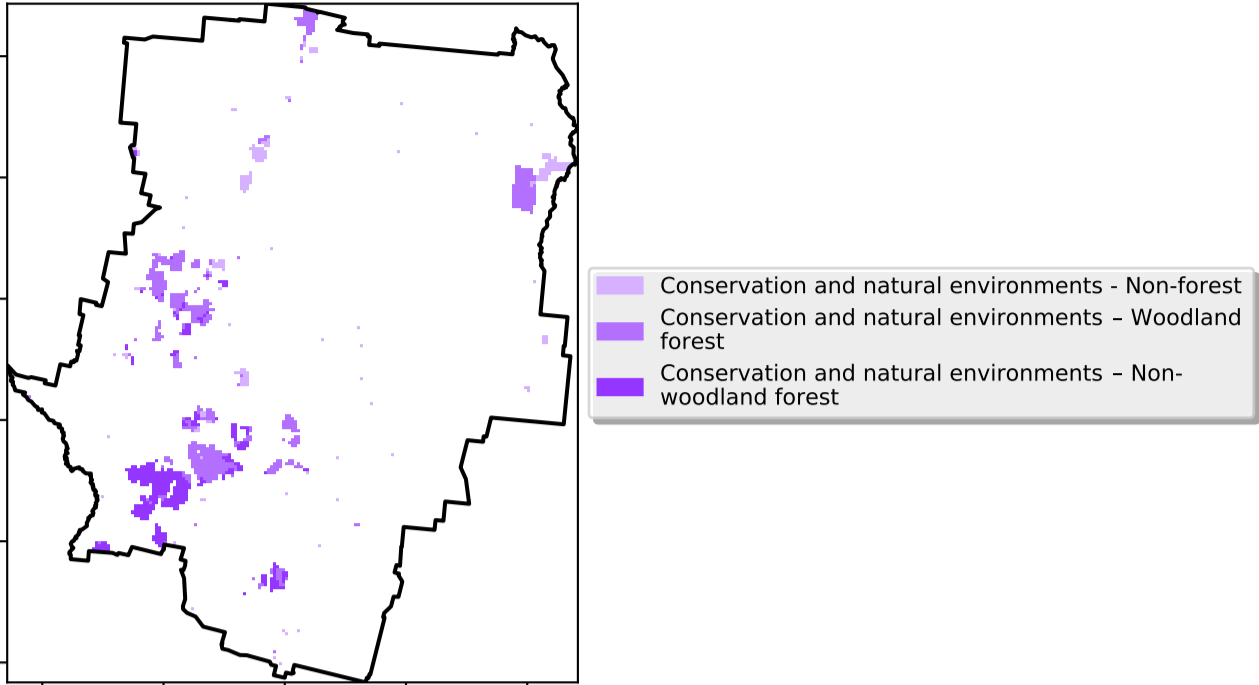 Conservation and natural environments - Non-forest
Conservation and natural environments – Woodland
forest
Conservation and natural environments – Non-
woodland forest